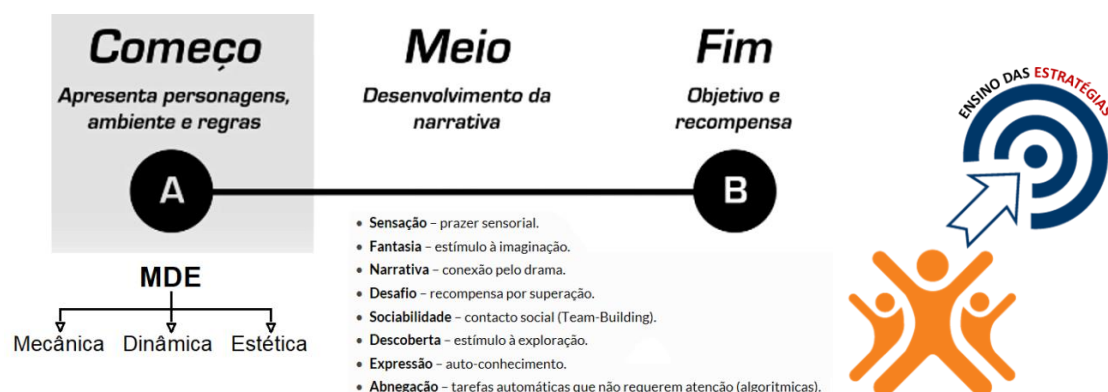 Começo
Apresenta personagens,
ambiente e regras
A
MDE
Mecânica Dinâmica Estética
Meio
Desenvolvimento da
narrativa
• Sensação – prazer sensorial.
• Fantasia – estímulo à imaginação.
• Narrativa – conexão pelo drama.
• Desafio – recompensa por superação.
• Sociabilidade – contacto social (Team-Building).
• Descoberta – estímulo à exploração.
• Expressão – auto-conhecimento.
• Abnegação – tarefas automáticas que não requerem atenção (algoritmicas).
Fim
Objetivo e
recompensa
B
ENSINO DAS ESTRATÉGIAS